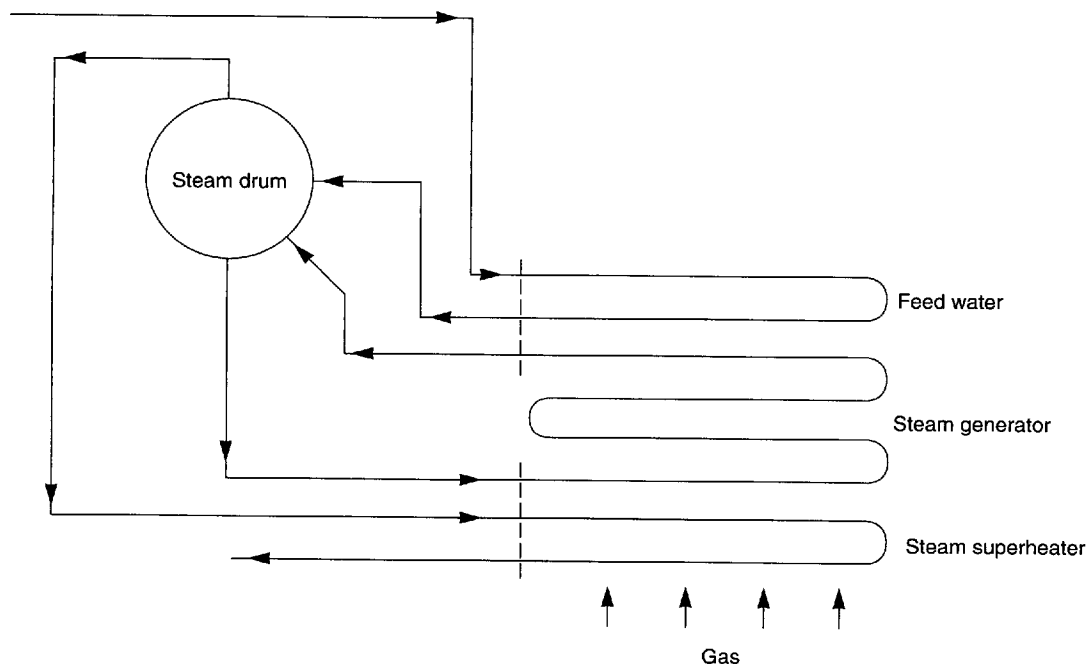 Steam drum
Feed water
Steam generator
Steam superheater
Gas